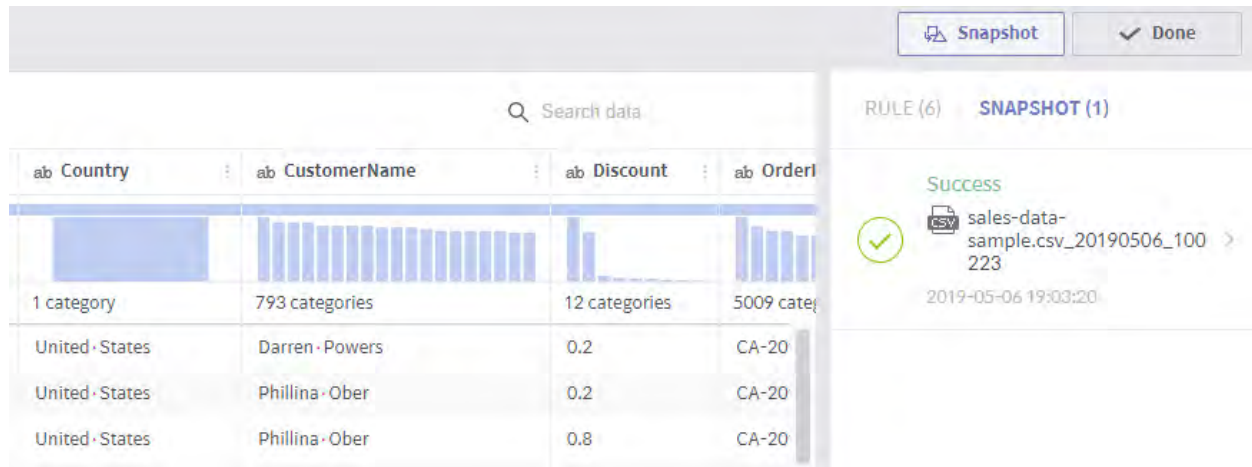 Snapshot
Done
Search data
RULE (6)
SNAPSHOT (1)
ab Country
ab CustomerName
ab Discount
ab OrderI
1 category
793 categories
12 categories
5009 categ
United·States
Darren·Powers
0.2
CA-20
United·States
Phillina·Ober
0.2
CA-20
United·States
Phillina·Ober
0.8
CA-20
Success
CSV
sales-data-
sample.csv_20190506_100
223
2019-05-06 19:03:20